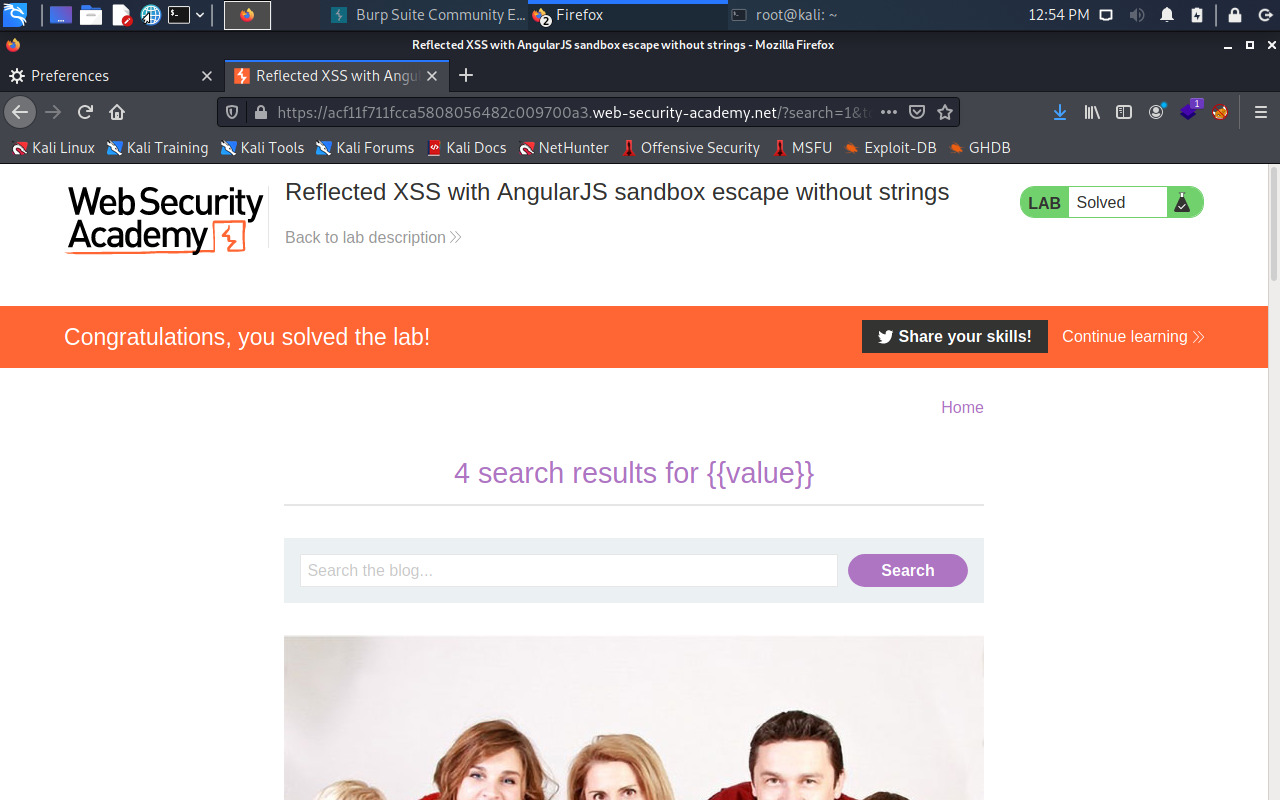 Burp Suite Community E...
2 Firefox
root@kali: ~
12:54 PM
Reflected XSS with AngularJS sandbox escape without strings - Mozilla Firefox
Preferences
Reflected XSS with Angu
https://acf11f711fcca5808056482c009700a3.web-security-academy.net/?search=1&t
1
Kali Linux Kali Training Kali Tools Kali Forums Kali Docs NetHunter Offensive Security MSFU Exploit-DB GHDB
Web Security
Academy
Reflected XSS with AngularJS sandbox escape without strings
Back to lab description
LAB Solved
Congratulations, you solved the lab!
Share your skills!
Continue learning
Home
4 search results for {{value}}
Search the blog...
Search